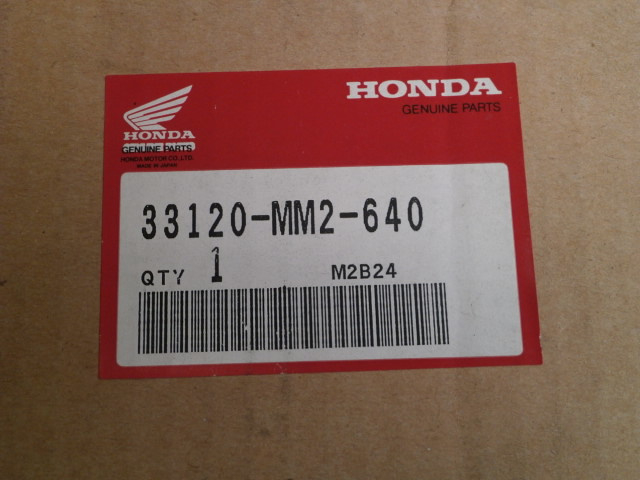 HONDA
GENUINE PARTS
HONDA
GENUINE PARTS
HONDA MOTOR CO.,LTD.
MADE IN JAPAN
33120-MM2-640
QTY 1 M2B24